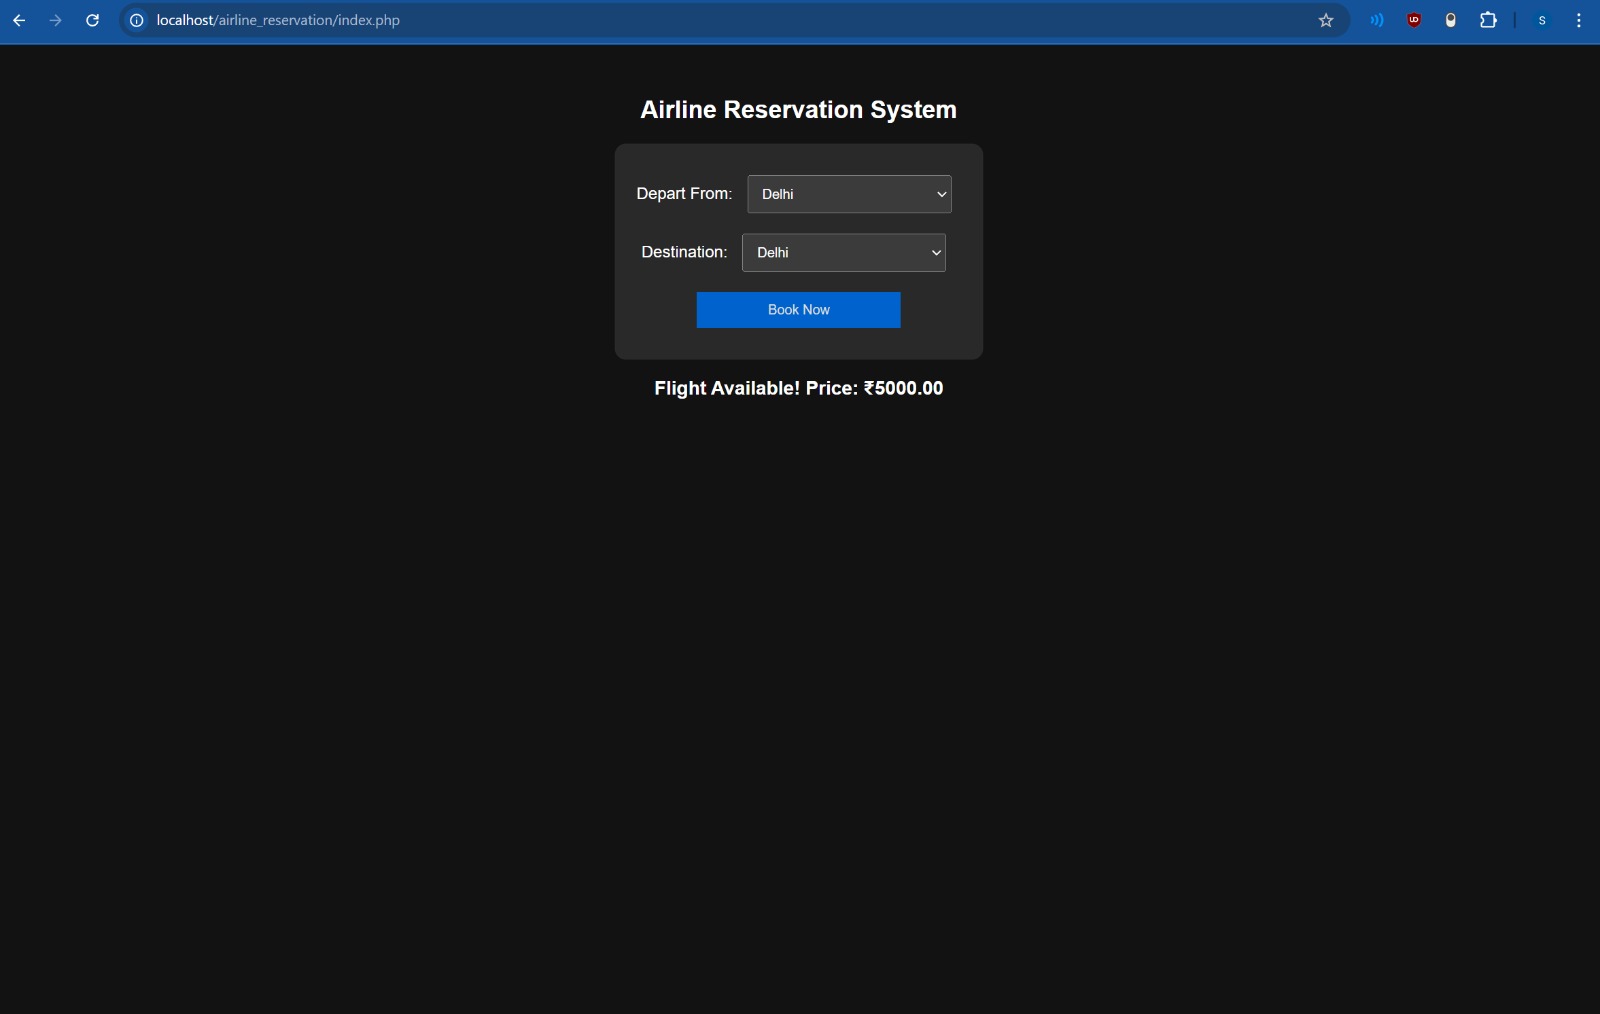 localhost/airline_reservation/index.php
S
Airline Reservation System
Depart From: Delhi
Destination: Delhi
Book Now
Flight Available! Price: ₹5000.00